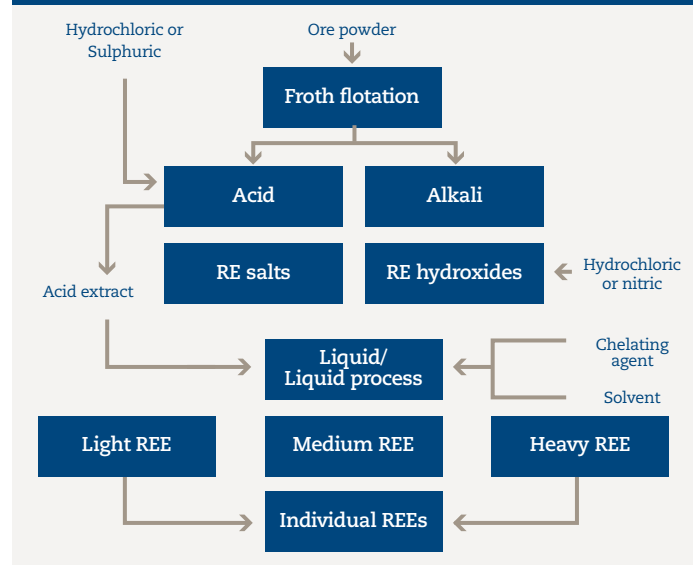 Hydrochloric or
Sulphuric
Ore powder
Froth flotation
Acid
Alkali
RE salts
RE hydroxides
Hydrochloric
or nitric
Acid extract
Liquid/
Liquid process
Chelating
agent
Solvent
Light REE
Medium REE
Heavy REE
Individual REEs